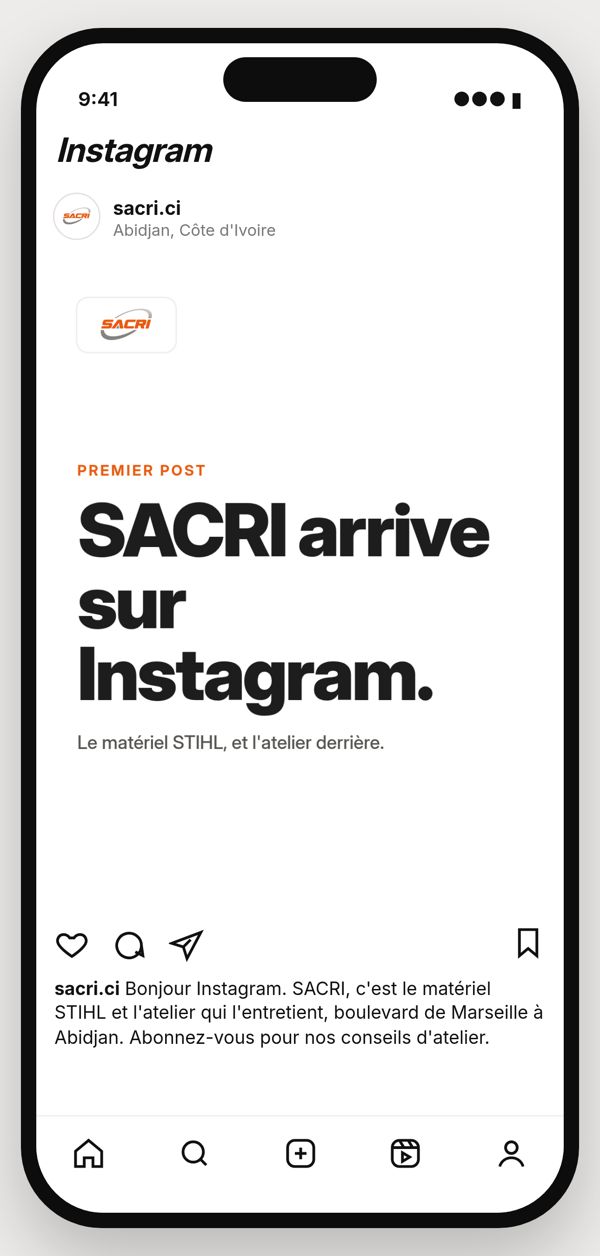 9:41
Instagram
SACRI
sacri.ci
Abidjan, Côte d'Ivoire
SACRI
PREMIER POST
SACRI arrive
sur
Instagram.
Le matériel STIHL, et l'atelier derrière.
sacri.ci Bonjour Instagram. SACRI, c'est le matériel
STIHL et l'atelier qui l'entretient, boulevard de Marseille à
Abidjan. Abonnez-vous pour nos conseils d'atelier.